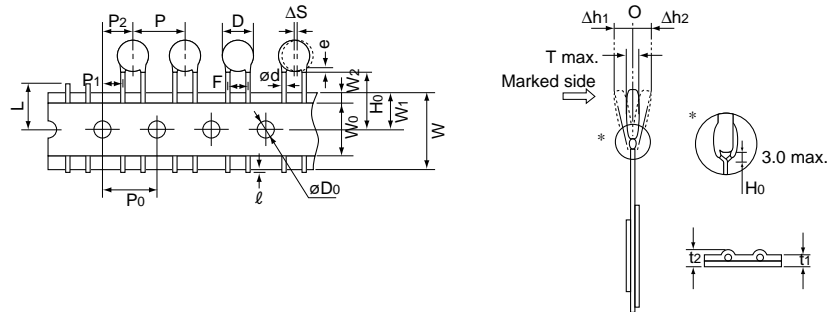 P2
P
D
ΔS
e
P1
F
ød
L
W2
H0
W1
W0
W
P0
ℓ
øD0
Δh1
O
Δh2
T max.
Marked side
*
*
3.0 max.
H0
t2
t1